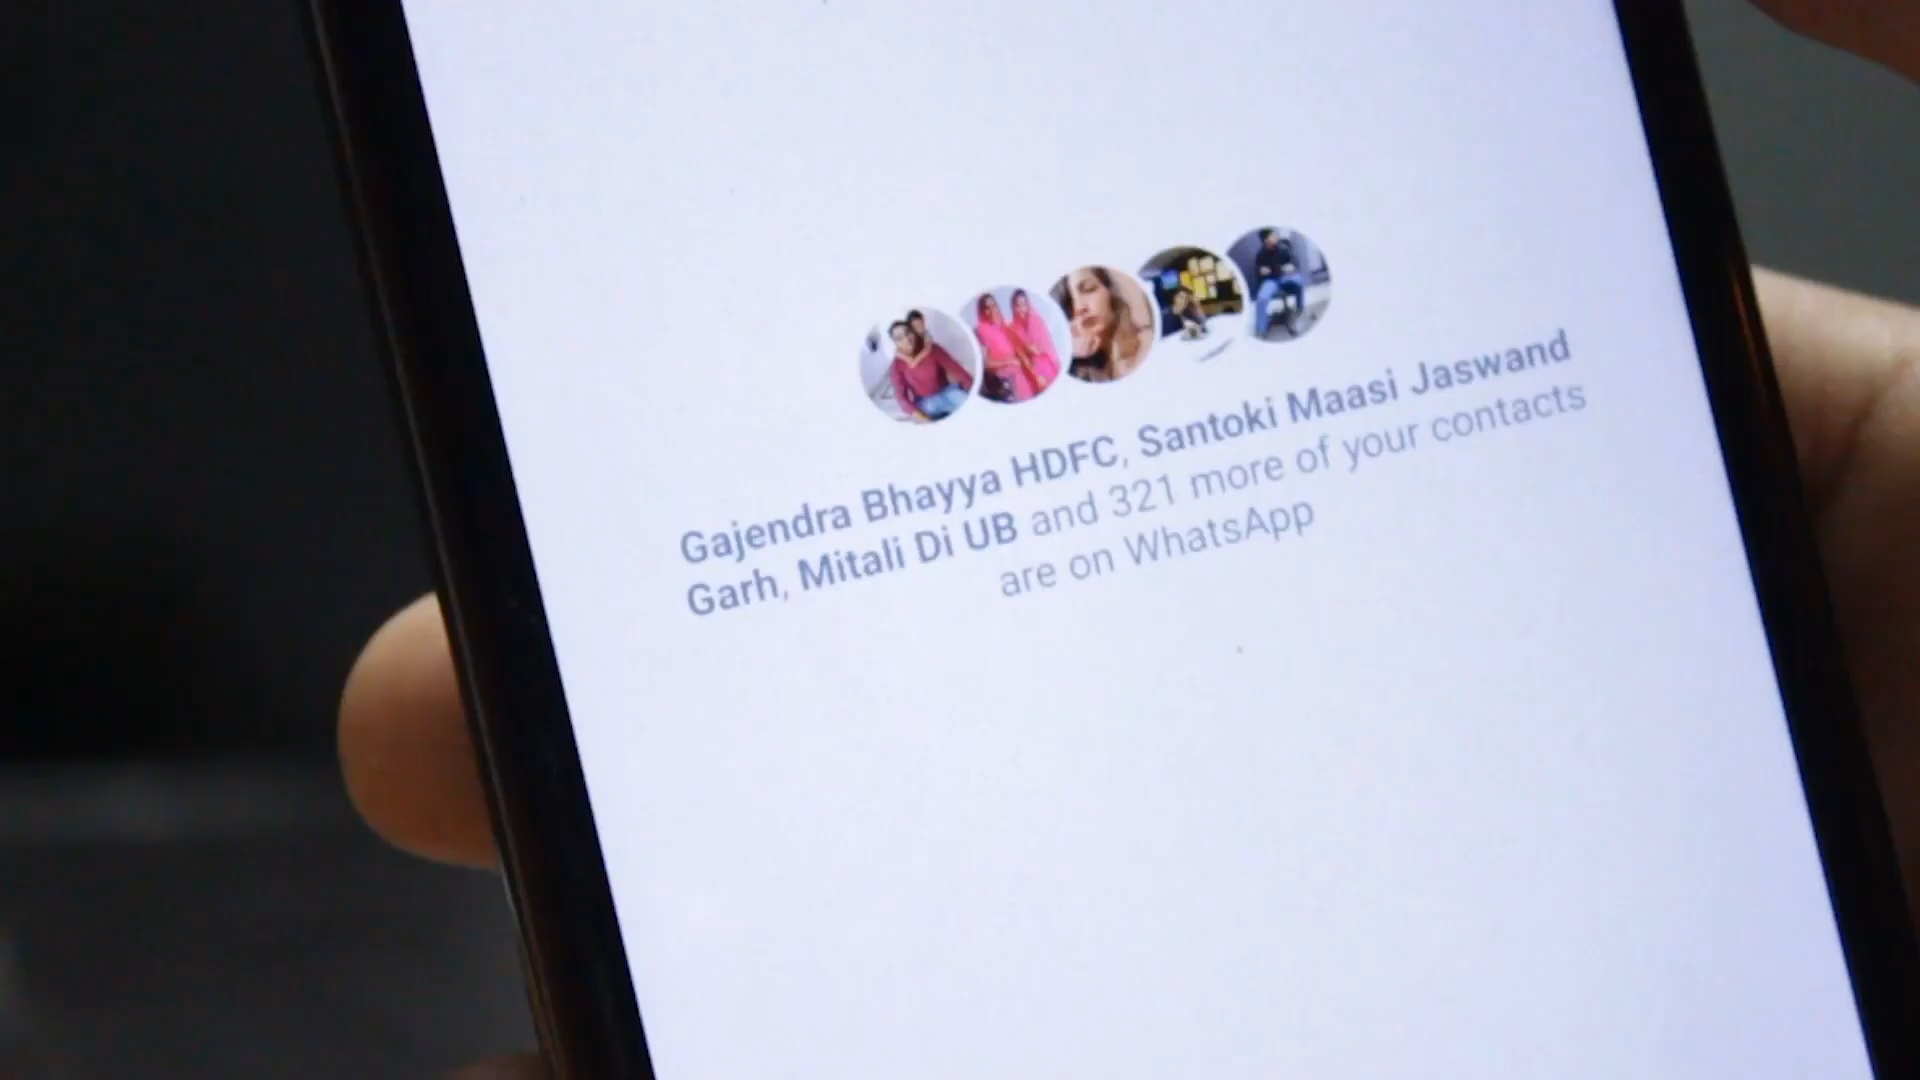 Gajendra Bhayya HDFC, Santoki Maasi Jaswand
Garh, Mitali Di UB and 321 more of your contacts
are on WhatsApp